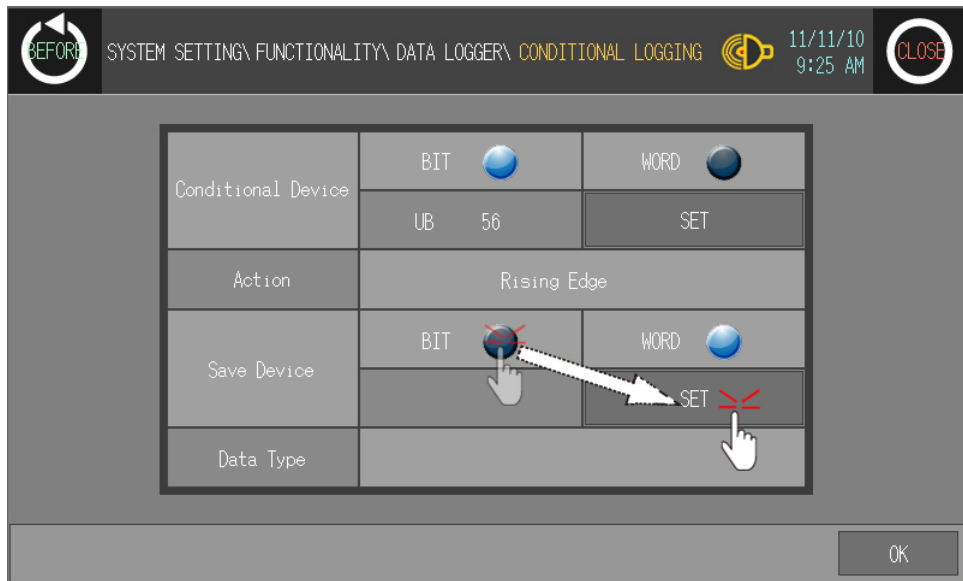 BEFORE
SYSTEM SETTING\ FUNCTIONALITY\ DATA LOGGER\ CONDITIONAL LOGGING
11/11/10
9:25 AM
CLOSE
Conditional Device
BIT
WORD
UB 56
SET
Action
Rising Edge
Save Device
BIT
WORD
SET
Data Type
OK